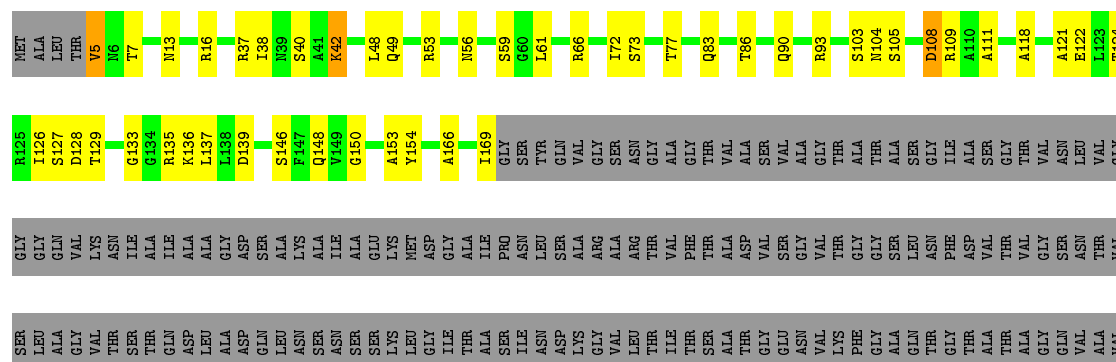 MET ALA LEU THR V5 N6 T7 N13 R16 R37 I38 N39 S40 A41 K42 L48 Q49 R53 N56 S59 G60 L61 R66 I72 S73 T77 Q83 T86 Q90 R93 S103 N104 S105 D108 R109 A110 A111 A118 A121 E122 L123 T124
R125 I126 S127 D128 T129 G133 G134 R135 K136 L137 L138 D139 S146 F147 Q148 V149 G150 A153 Y154 A166 I169 GLY SER TYR GLN VAL GLY SER ASN GLY ALA GLY THR VAL ALA SER VAL ALA GLY THR ALA THR ALA SER GLY ILE ALA SER GLY THR VAL ASN LEU VAL GLY
GLY GLY GLN VAL LYS ASN ILE ALA ILE ALA ALA GLY ASP SER ALA LYS ALA ILE ALA GLU LYS MET ASP GLY ALA ILE PRO ASN LEU SER ALA ARG ALA ARG THR VAL PHE THR ALA ASP VAL SER GLY VAL THR GLY GLY SER LEU ASN PHE ASP VAL THR VAL GLY SER ASN THR VAL
SER LEU ALA GLY VAL THR SER THR GLN ASP LEU ALA ASP GLN LEU ASN SER ASN SER SER LYS LEU GLY ILE THR ALA SER ILE ASN ASP LYS GLY VAL LEU THR ILE THR SER ALA THR GLY GLU ASN VAL LYS PHE GLY ALA GLN THR GLY THR ALA THR ALA ALA GLY GLN VAL ALA